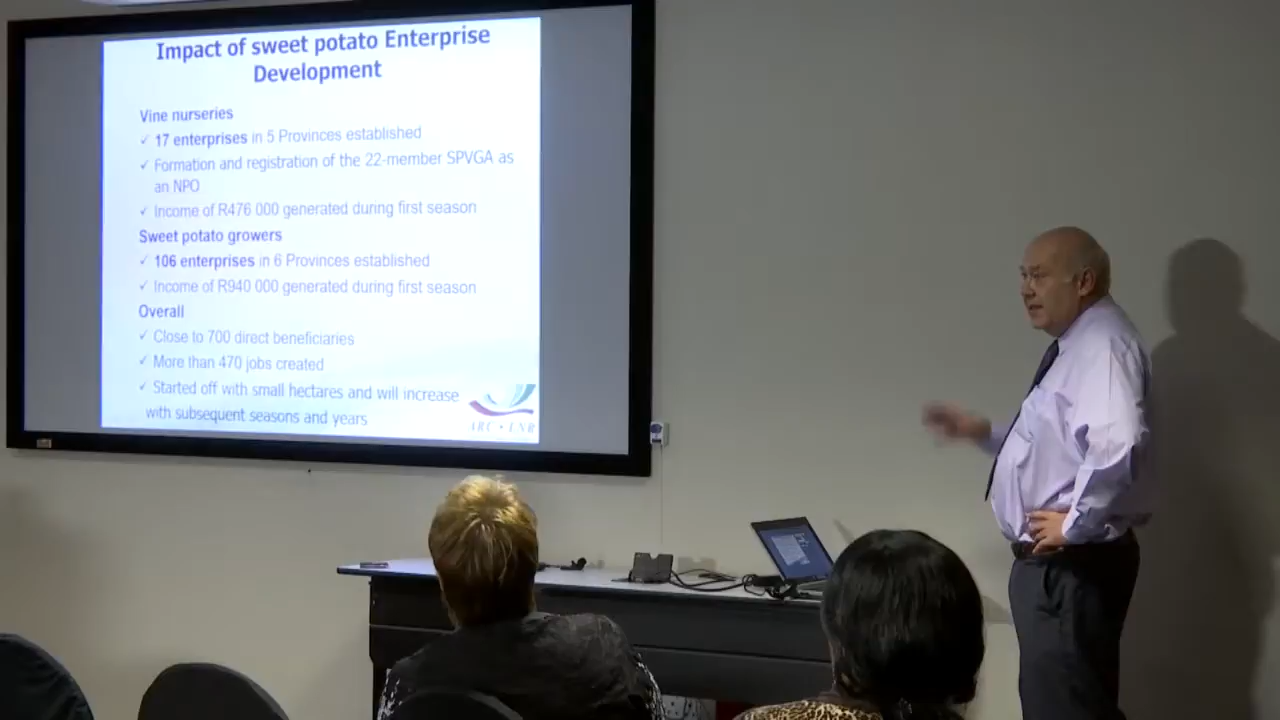 Impact of sweet potato Enterprise
Development
Vine nurseries
✓ 17 enterprises in 5 Provinces established
✓ Formation and registration of the 22-member SPVGA as
an NPO
✓ Income of R476 000 generated during first season
Sweet potato growers
✓ 106 enterprises in 6 Provinces established
✓ Income of R940 000 generated during first season
Overall
✓ Close to 700 direct beneficiaries
✓ More than 470 jobs created
✓ Started off with small hectares and will increase
with subsequent seasons and years
ARC • LNR